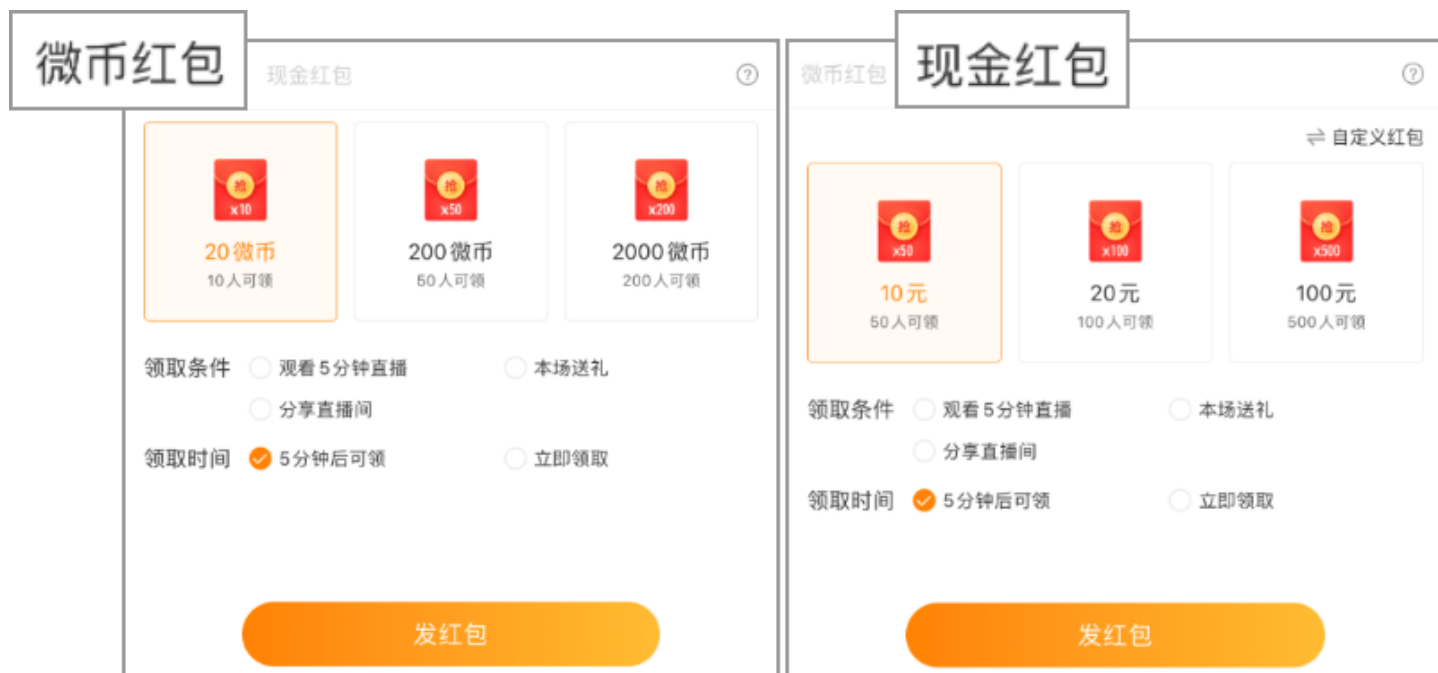 微币红包
现金红包
?
抢
x10
20微币
10人可领
抢
x50
200微币
50人可领
抢
x200
2000微币
200人可领
领取条件
观看5分钟直播
本场送礼
分享直播间
领取时间
5分钟后可领
立即领取
发红包
微币红包
现金红包
?
自定义红包
抢
x50
10元
50人可领
抢
x100
20元
100人可领
抢
x500
100元
500人可领
领取条件
观看5分钟直播
本场送礼
分享直播间
领取时间
5分钟后可领
立即领取
发红包